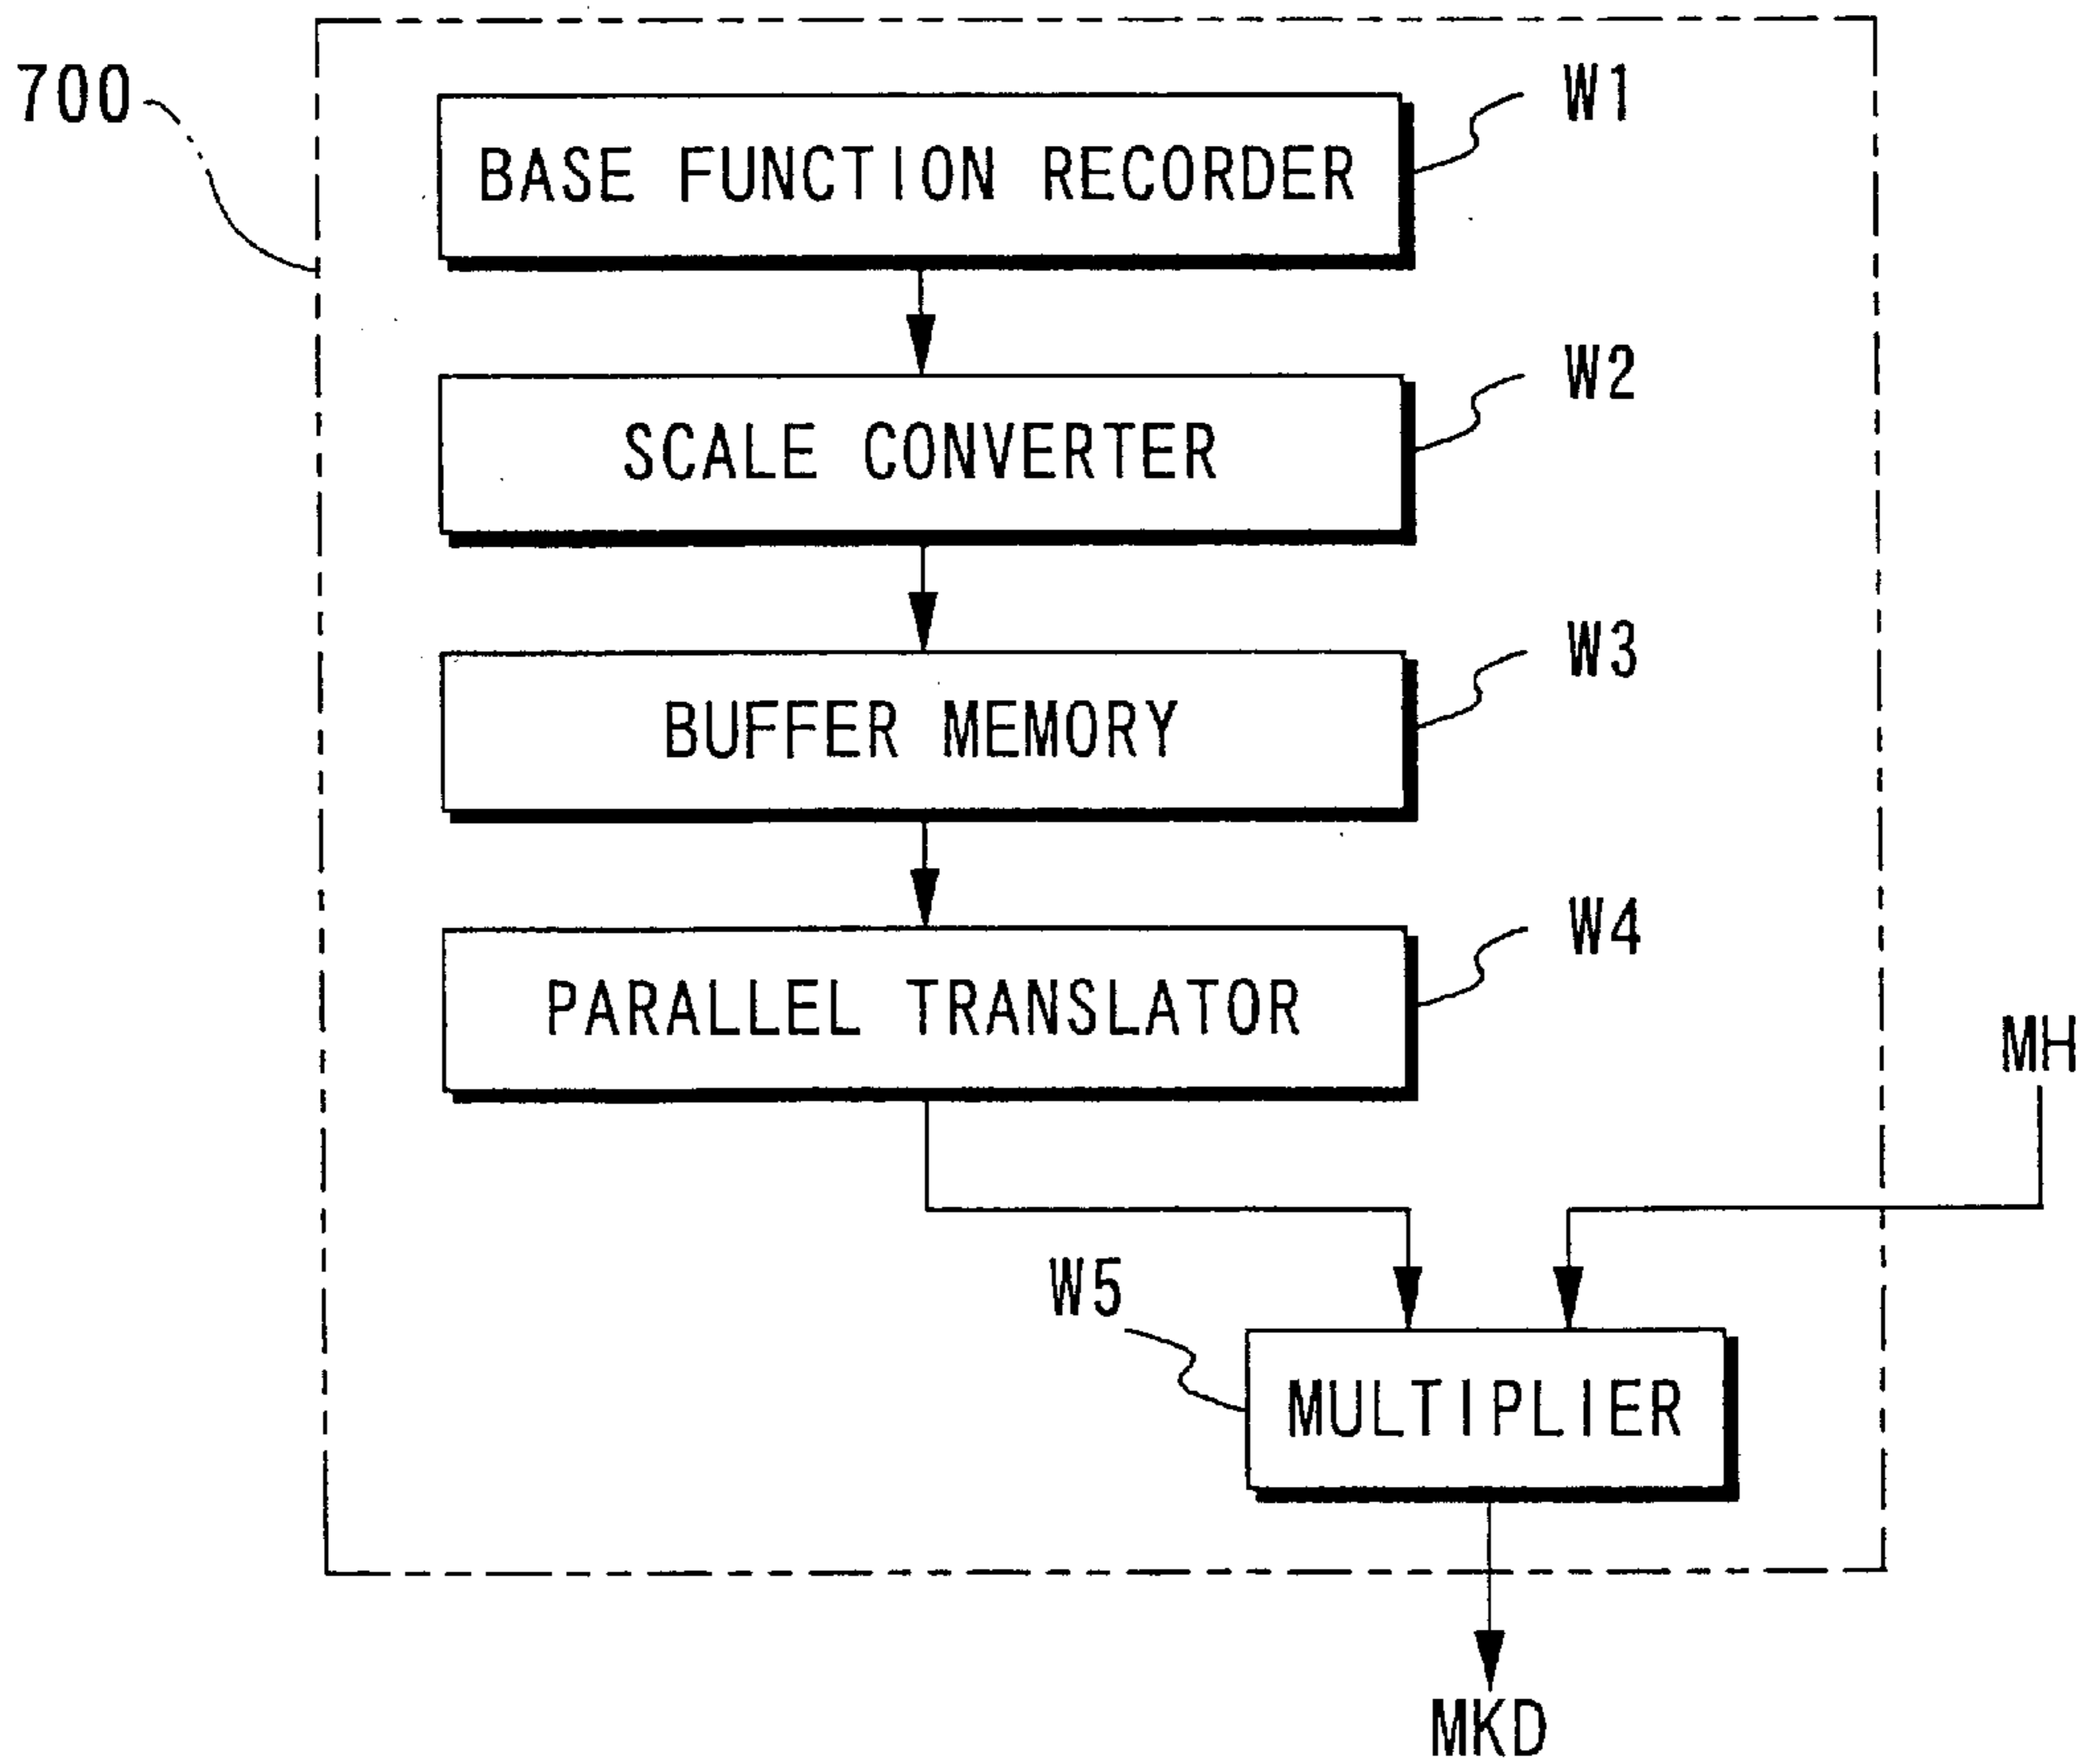 700
W1
BASE FUNCTION RECORDER
W2
SCALE CONVERTER
W3
BUFFER MEMORY
W4
PARALLEL TRANSLATOR
MH
W5
MULTIPLIER
MKD